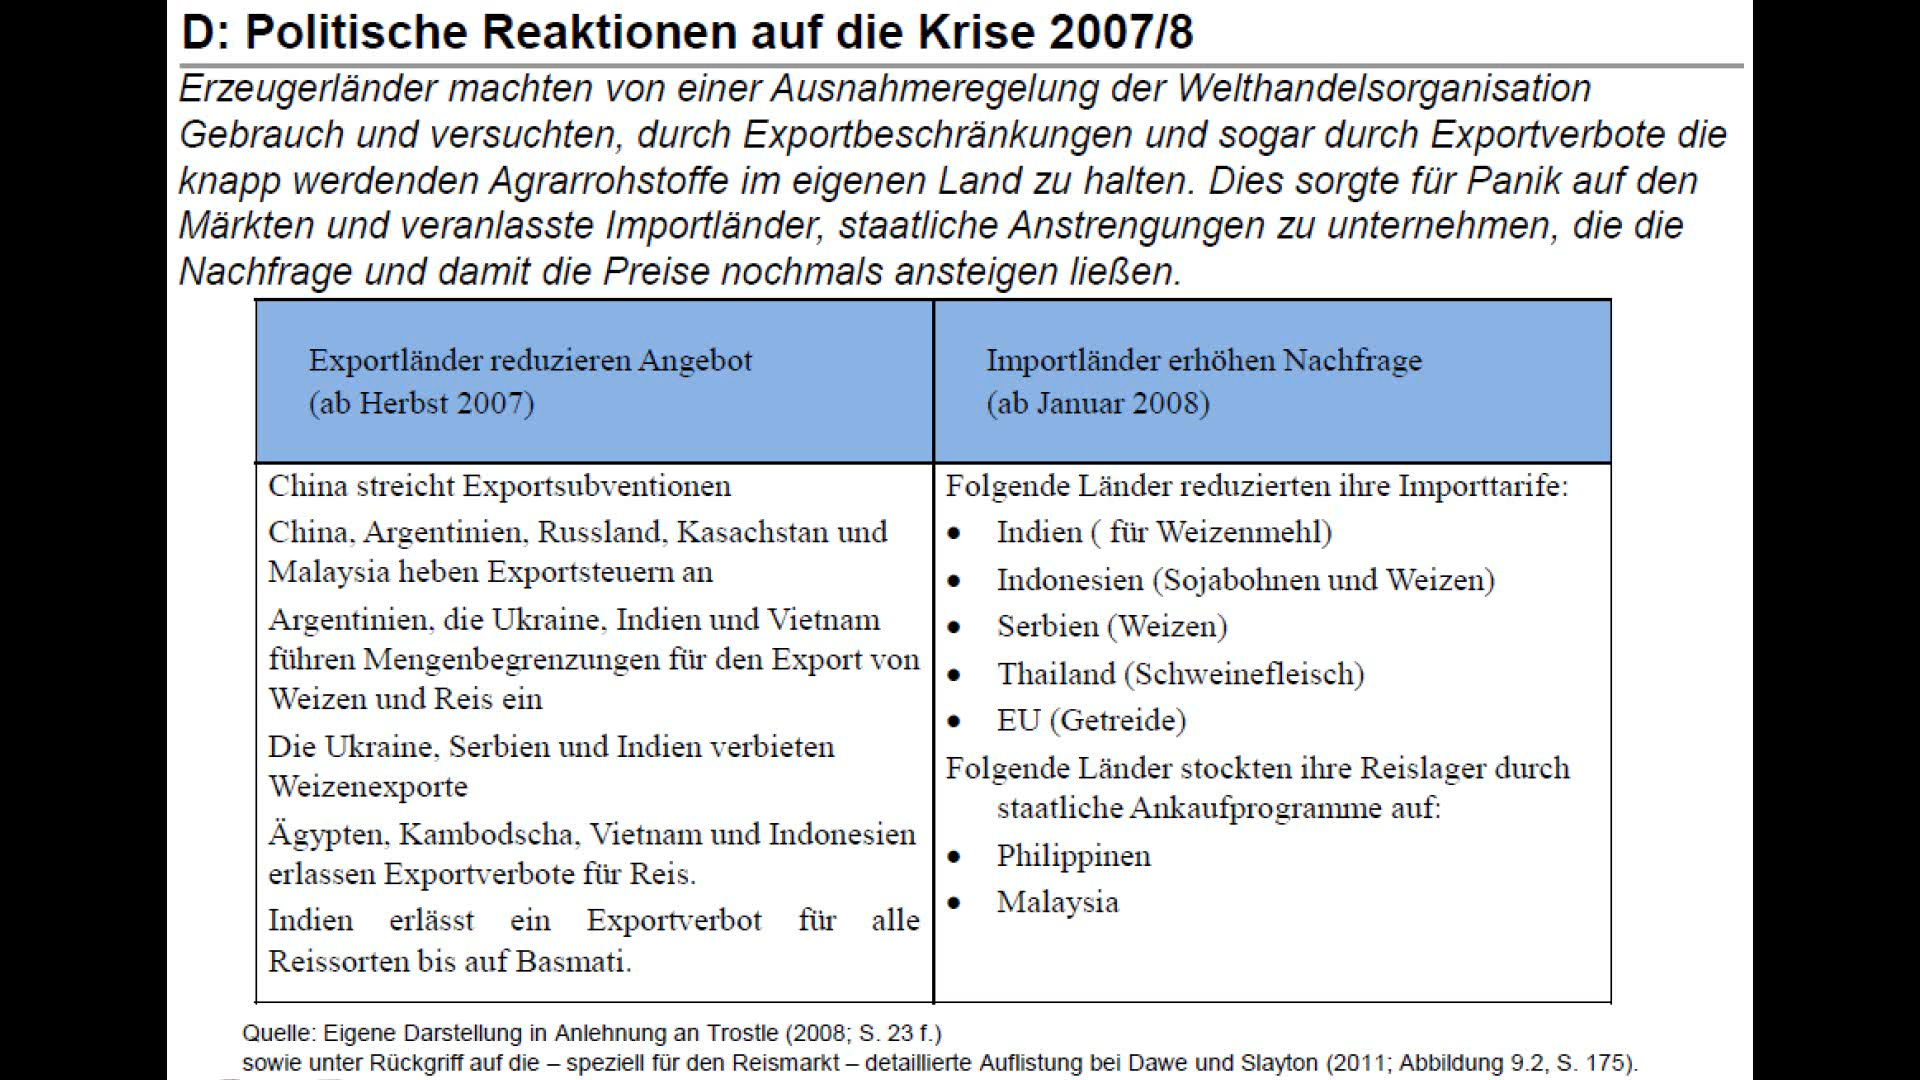 D: Politische Reaktionen auf die Krise 2007/8
Erzeugerländer machten von einer Ausnahmeregelung der Welthandelsorganisation
Gebrauch und versuchten, durch Exportbeschränkungen und sogar durch Exportverbote die
knapp werdenden Agrarrohstoffe im eigenen Land zu halten. Dies sorgte für Panik auf den
Märkten und veranlasste Importländer, staatliche Anstrengungen zu unternehmen, die die
Nachfrage und damit die Preise nochmals ansteigen ließen.
Exportländer reduzieren Angebot
(ab Herbst 2007)
China streicht Exportsubventionen
China, Argentinien, Russland, Kasachstan und
Malaysia heben Exportsteuern an
Argentinien, die Ukraine, Indien und Vietnam
führen Mengenbegrenzungen für den Export von
Weizen und Reis ein
Die Ukraine, Serbien und Indien verbieten
Weizenexporte
Ägypten, Kambodscha, Vietnam und Indonesien
erlassen Exportverbote für Reis.
Indien erlässt ein Exportverbot für alle
Reissorten bis auf Basmati.
Importländer erhöhen Nachfrage
(ab Januar 2008)
Folgende Länder reduzierten ihre Importtarife:
• Indien ( für Weizenmehl)
• Indonesien (Sojabohnen und Weizen)
• Serbien (Weizen)
• Thailand (Schweinefleisch)
• EU (Getreide)
Folgende Länder stockten ihre Reislager durch
staatliche Ankaufprogramme auf:
• Philippinen
• Malaysia
Quelle: Eigene Darstellung in Anlehnung an Trostle (2008; S. 23 f.)
sowie unter Rückgriff auf die – speziell für den Reismarkt – detaillierte Auflistung bei Dawe und Slayton (2011; Abbildung 9.2, S. 175).